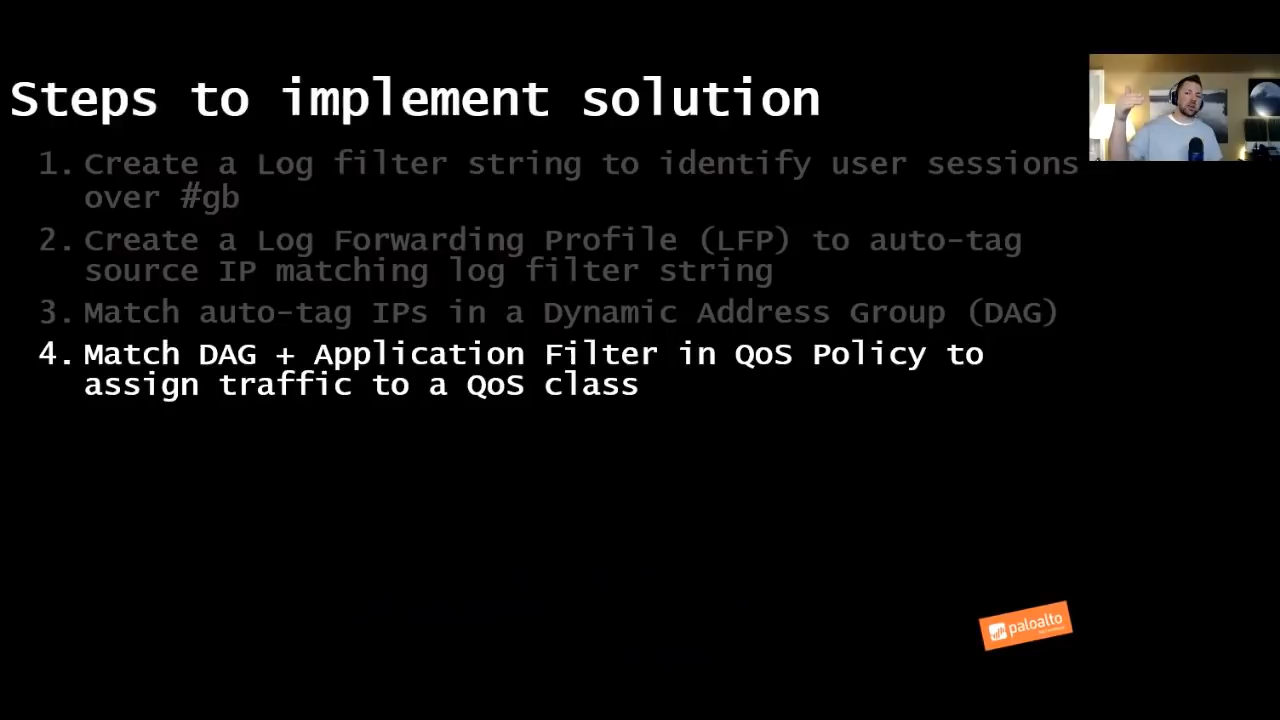 Steps to implement solution
1. Create a Log filter string to identify user sessions
over #gb
2. Create a Log Forwarding Profile (LFP) to auto-tag
source IP matching log filter string
3. Match auto-tag IPs in a Dynamic Address Group (DAG)
4. Match DAG + Application Filter in QoS Policy to
assign traffic to a QoS class
paloalto